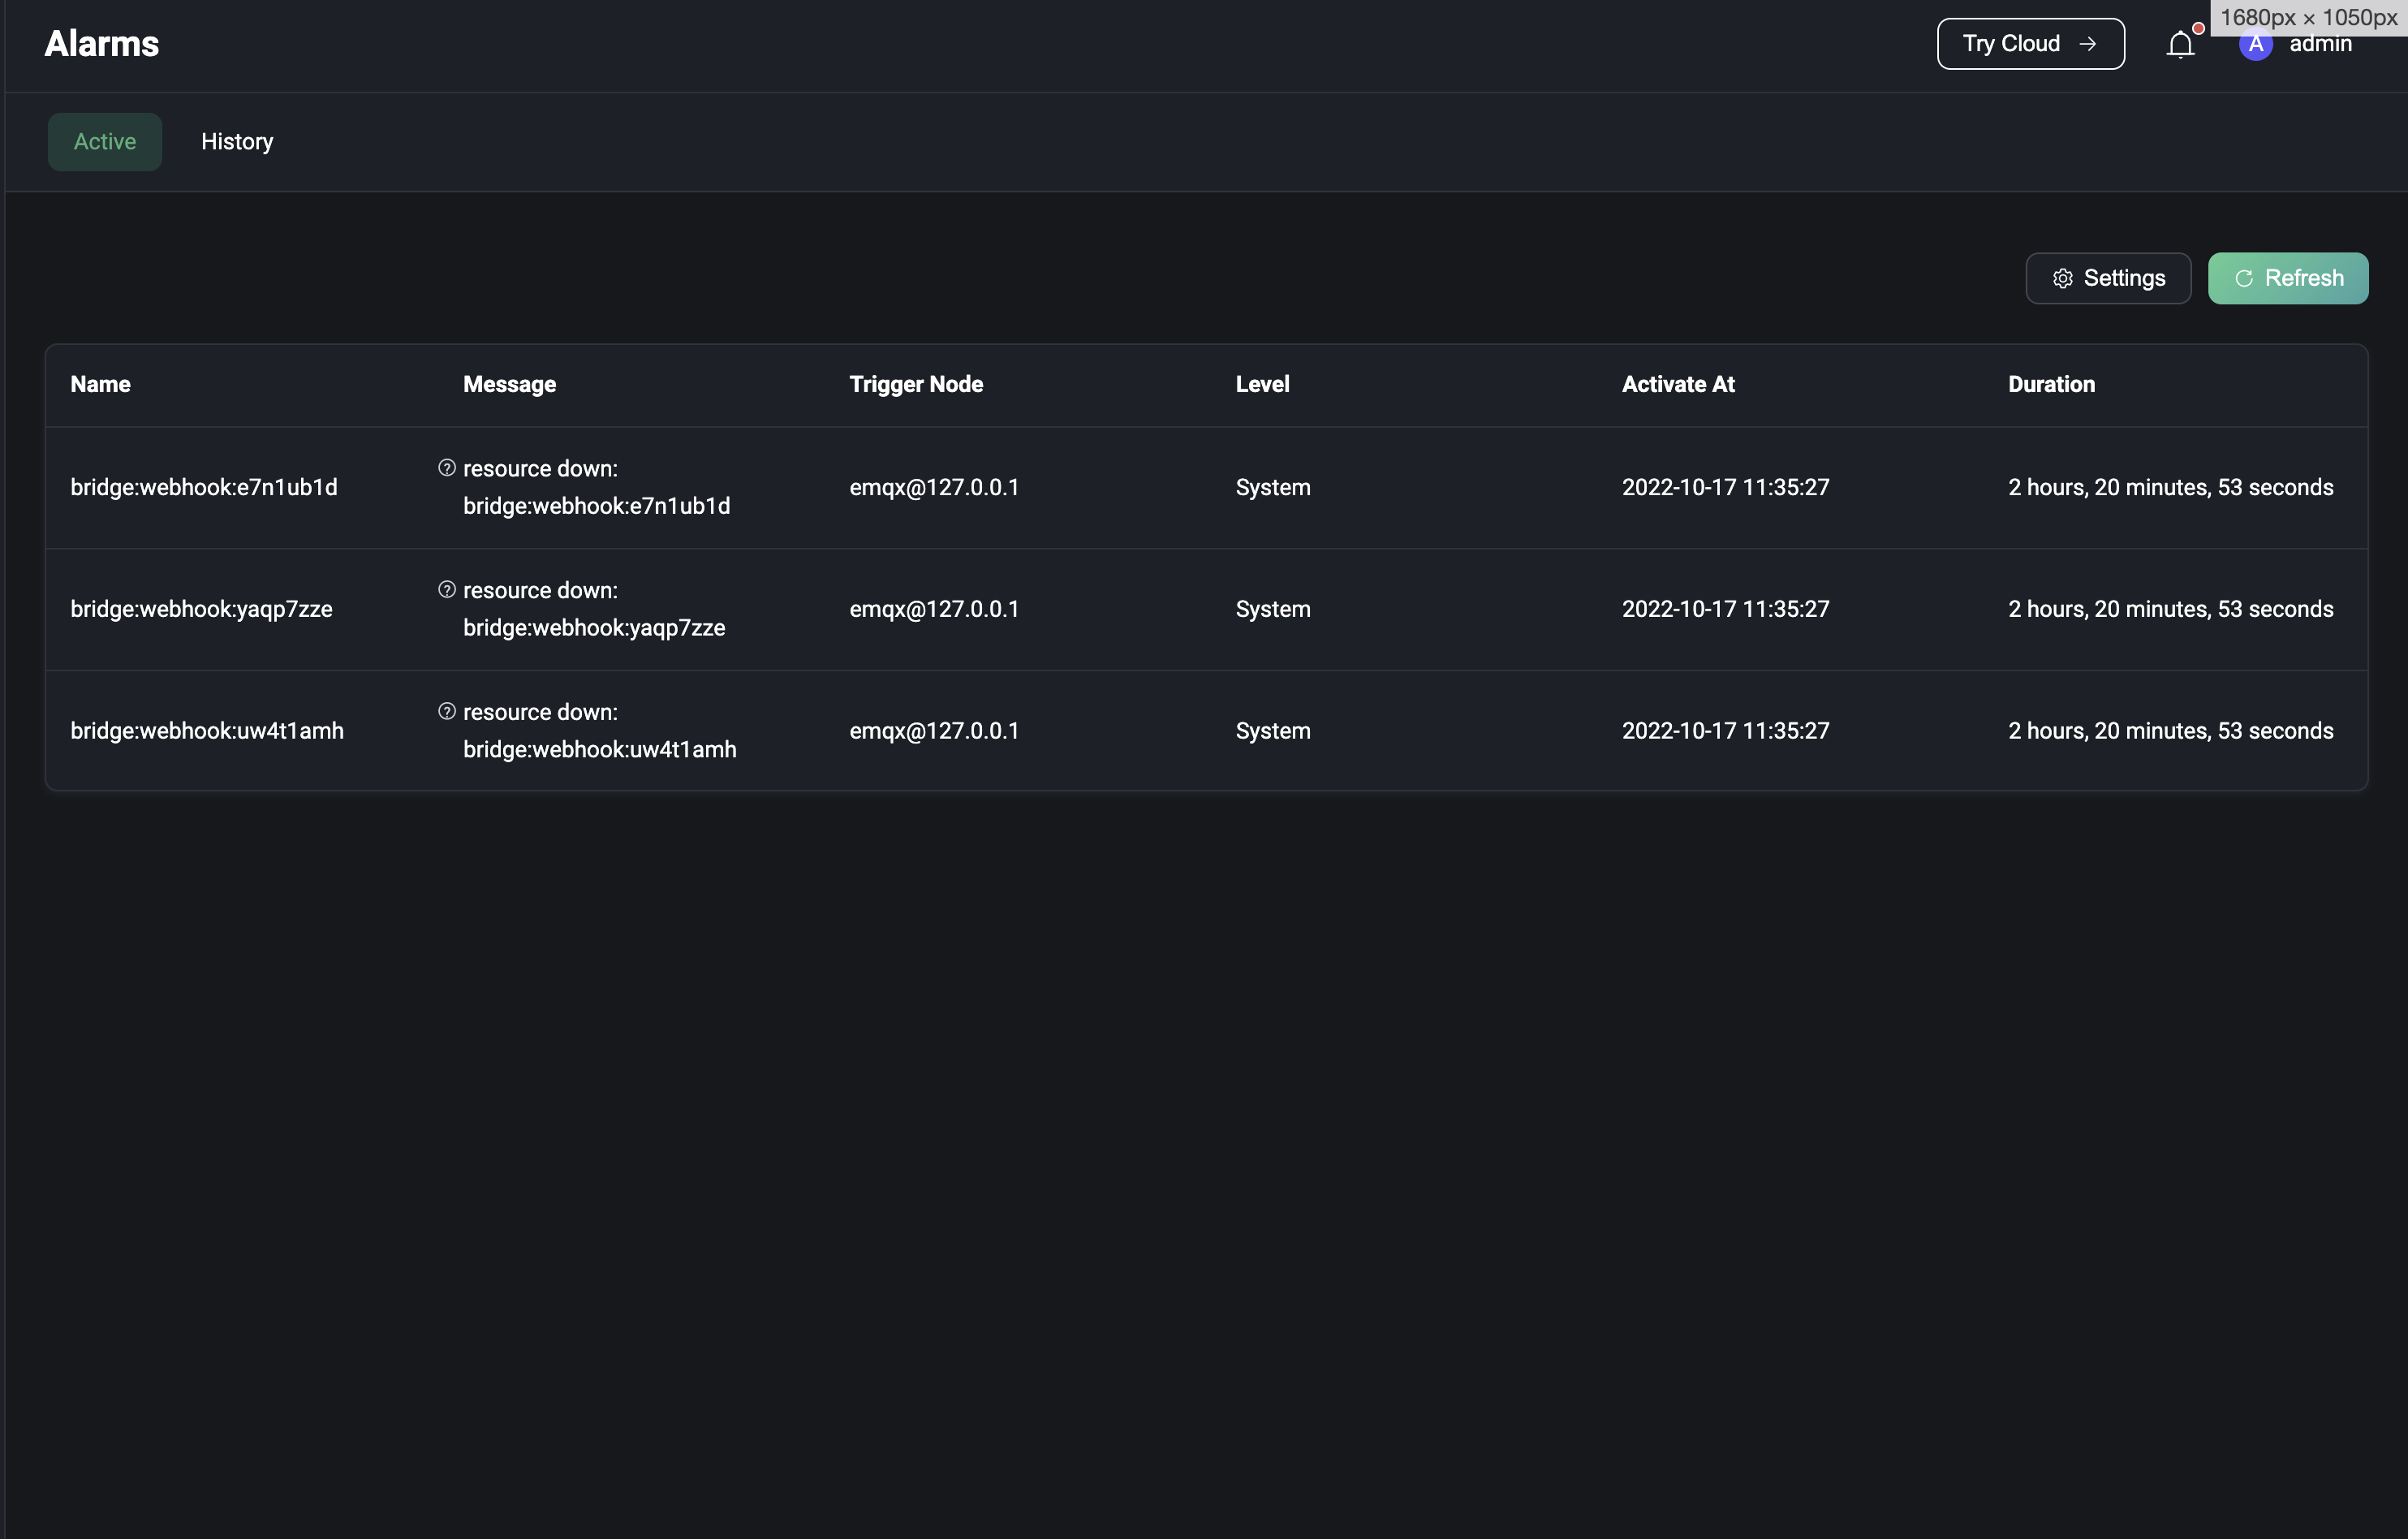 Alarms
Try Cloud
1680px × 1050px
A
admin
Active
History
Settings
Refresh
Name
Message
Trigger Node
Level
Activate At
Duration
bridge:webhook:e7n1ub1d
resource down:
bridge:webhook:e7n1ub1d
emqx@127.0.0.1
System
2022-10-17 11:35:27
2 hours, 20 minutes, 53 seconds
bridge:webhook:yaqp7zze
resource down:
bridge:webhook:yaqp7zze
emqx@127.0.0.1
System
2022-10-17 11:35:27
2 hours, 20 minutes, 53 seconds
bridge:webhook:uw4t1amh
resource down:
bridge:webhook:uw4t1amh
emqx@127.0.0.1
System
2022-10-17 11:35:27
2 hours, 20 minutes, 53 seconds